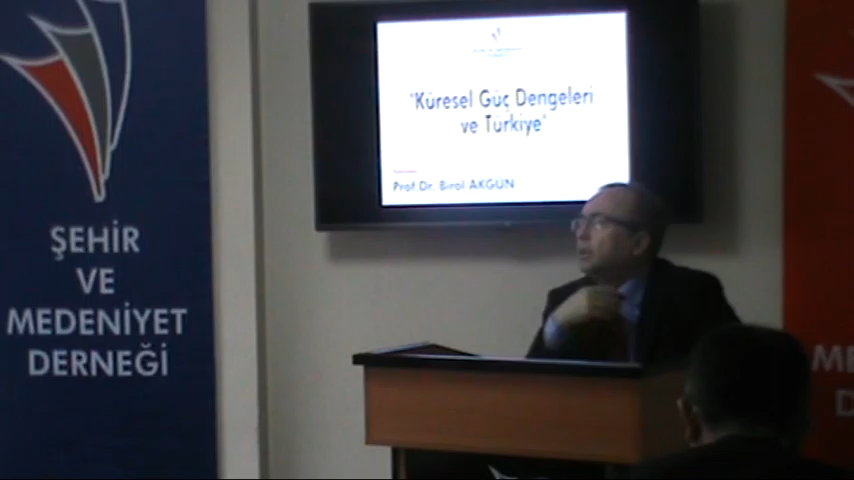 ŞEHİR
VE
MEDENİYET
DERNEĞİ
'Küresel Güç Dengeleri
ve Türkiye'
Prof.Dr. Birol AKGÜN